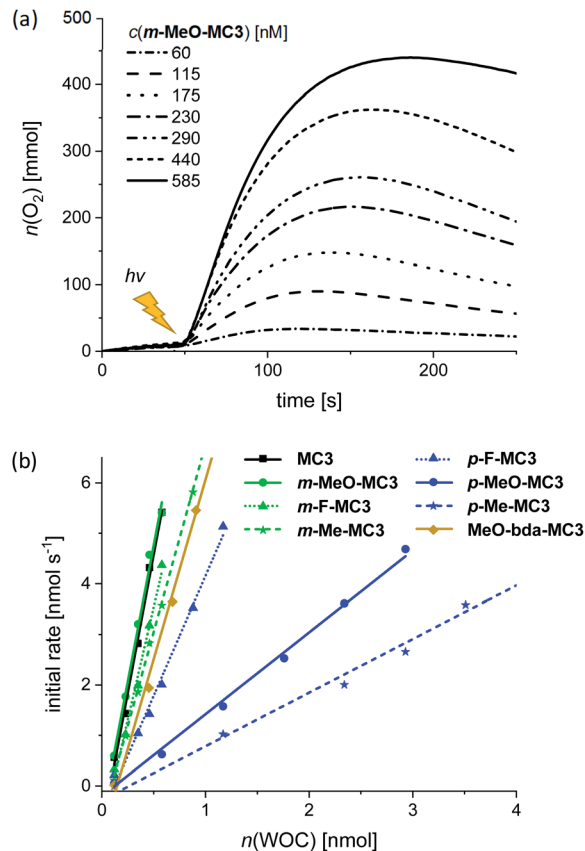 (a)
c(m-MeO-MC3) [nM]
60
115
175
230
290
440
585
hν
n(O₂) [mmol]
500
400
300
200
100
0
0 100 200
time [s]
(b)
MC3
m-MeO-MC3
m-F-MC3
m-Me-MC3
p-F-MC3
p-MeO-MC3
p-Me-MC3
MeO-bda-MC3
initial rate [nmol s⁻¹]
6
4
2
0
0 1 2 3 4
n(WOC) [nmol]